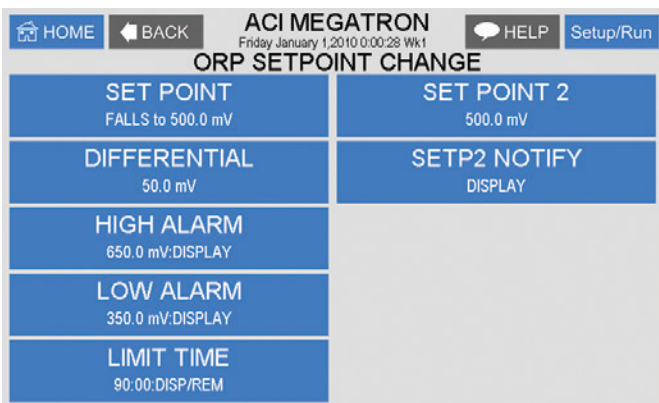 HOME
BACK
ACI MEGATRON
Friday January 1,2010 0:00:28 Wk1
HELP
Setup/Run
ORP SETPOINT CHANGE
SET POINT
FALLS to 500.0 mV
SET POINT 2
500.0 mV
DIFFERENTIAL
50.0 mV
SETP2 NOTIFY
DISPLAY
HIGH ALARM
650.0 mV:DISPLAY
LOW ALARM
350.0 mV:DISPLAY
LIMIT TIME
90:00:DISP/REM